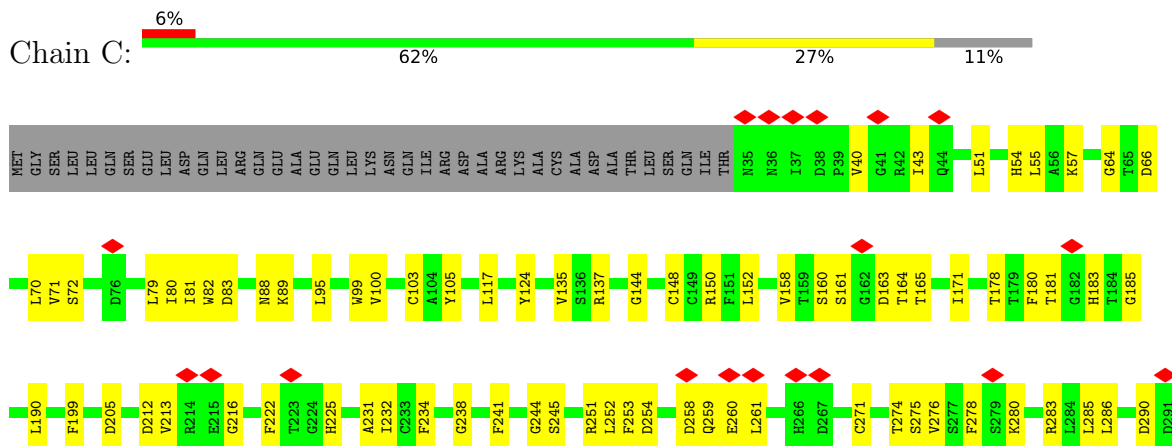 6%
Chain C:
62% 27% 11%
MET GLY SER LEU LEU GLN SER GLU LEU ASP GLN LEU ARG GLN GLU ALA GLU GLN LEU LYS ASN GLN ILE ARG ASP ALA ARG LYS ALA CYS ALA ASP ALA THR LEU SER GLN ILE THR N35 N36 I37 D38 P39 V40 G41 R42 I43 Q44 L51 H54 L55 A56 K57 G64 T65 D66
L70 V71 S72 D76 L79 I80 I81 W82 D83 N88 K89 L95 W99 V100 C103 A104 Y105 L117 Y124 V135 S136 R137 G144 C148 C149 R150 F151 L152 V158 T159 S160 S161 G162 D163 T164 T165 I171 T178 T179 F180 T181 G182 H183 T184 G185
L190 F199 D205 D212 V213 R214 E215 G216 F222 T223 G224 H225 A231 I232 C233 F234 G238 F241 G244 S245 R251 L252 F253 D254 D258 Q259 E260 L261 H266 D267 C271 T274 S275 V276 S277 F278 S279 K280 R283 L284 L285 L286 D290 D291